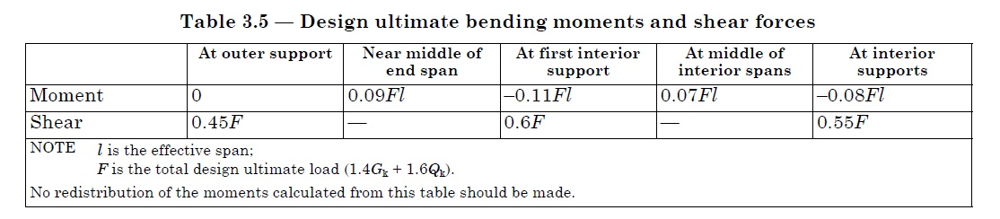 Table 3.5 — Design ultimate bending moments and shear forces
At outer support Near middle of end span At first interior support At middle of interior spans At interior supports
Moment 0 0.09Fl –0.11Fl 0.07Fl –0.08Fl
Shear 0.45F — 0.6F — 0.55F
NOTE l is the effective span;
F is the total design ultimate load (1.4Gk + 1.6Qk).
No redistribution of the moments calculated from this table should be made.